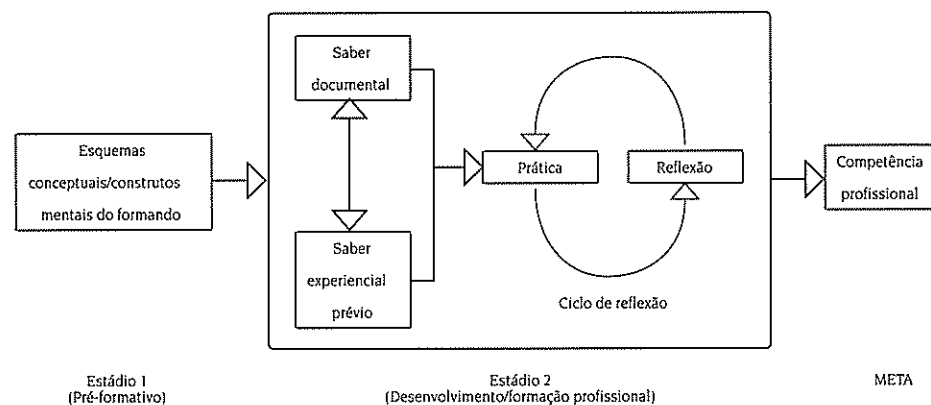 Saber
documental
Esquemas
conceptuais/construtos
mentais do formando
Prática
Reflexão
Competência
profissional
Saber
experiencial
prévio
Ciclo de reflexão
Estádio 1
(Pré-formativo)
Estádio 2
(Desenvolvimento/formação profissional)
META